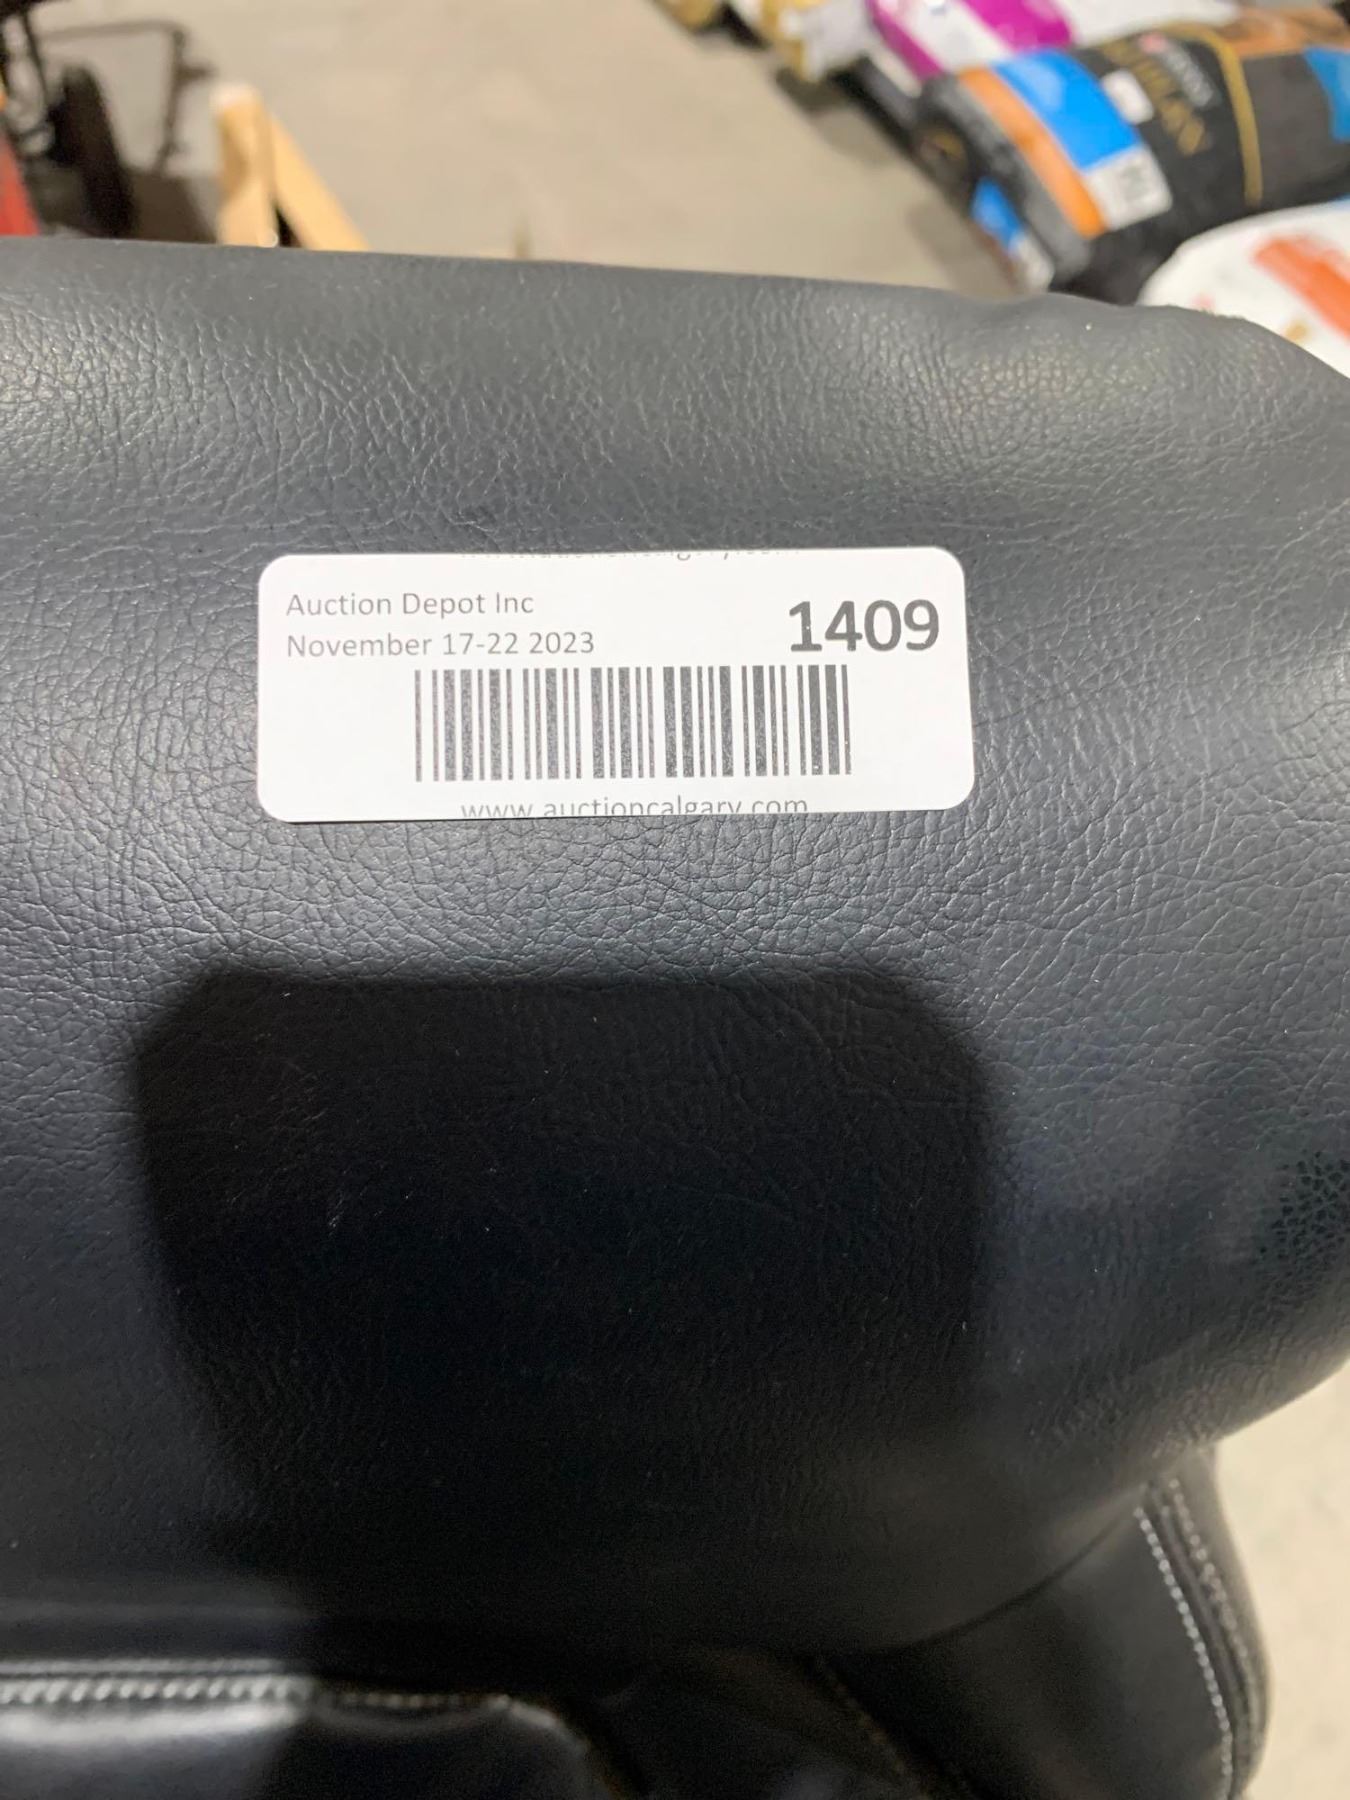 Auction Depot Inc
November 17-22 2023
1409
www.auctioncalgary.com